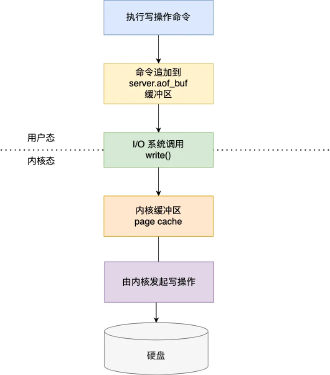 执行写操作命令
命令追加到
server.aof_buf
缓冲区
用户态
I/O 系统调用
write()
内核态
内核缓冲区
page cache
由内核发起写操作
硬盘